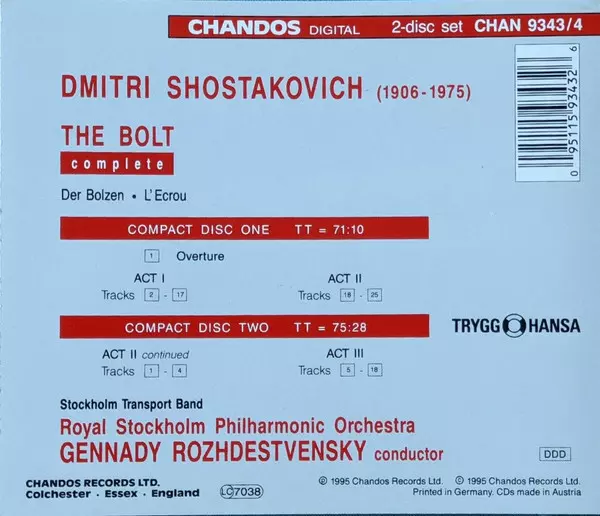 CHANDOS DIGITAL 2-disc set CHAN 9343/4
DMITRI SHOSTAKOVICH (1906-1975)
THE BOLT
complete
Der Bolzen • L'Ecrou
COMPACT DISC ONE TT = 71:10
1 Overture
ACT I ACT II
Tracks 2 - 17 Tracks 18 - 25
COMPACT DISC TWO TT = 75:28
ACT II continued ACT III
Tracks 1 - 4 Tracks 5 - 18
TRYGG HANSA
Stockholm Transport Band
Royal Stockholm Philharmonic Orchestra
GENNADY ROZHDESTVENSKY conductor
DDD
CHANDOS RECORDS LTD.
Colchester · Essex · England
LC 7038
℗ 1995 Chandos Records Ltd. © 1995 Chandos Records Ltd.
Printed in Germany. CDs made in Austria
0 95115 93432 6